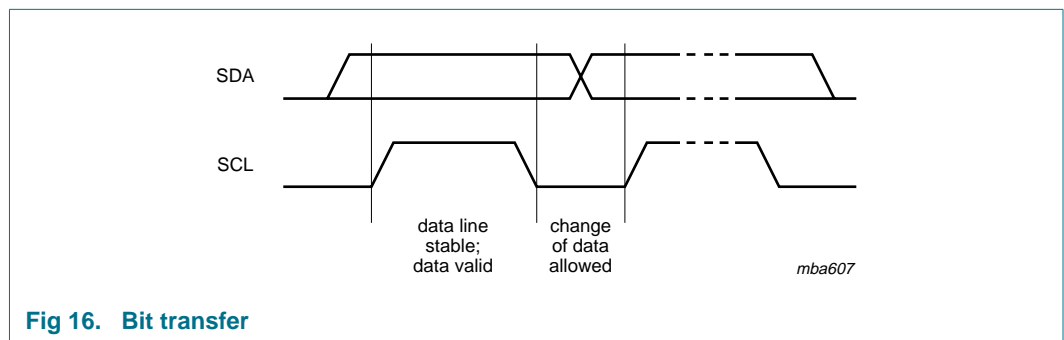 SDA
SCL
data line
stable;
data valid
change
of data
allowed
mba607
Fig 16. Bit transfer